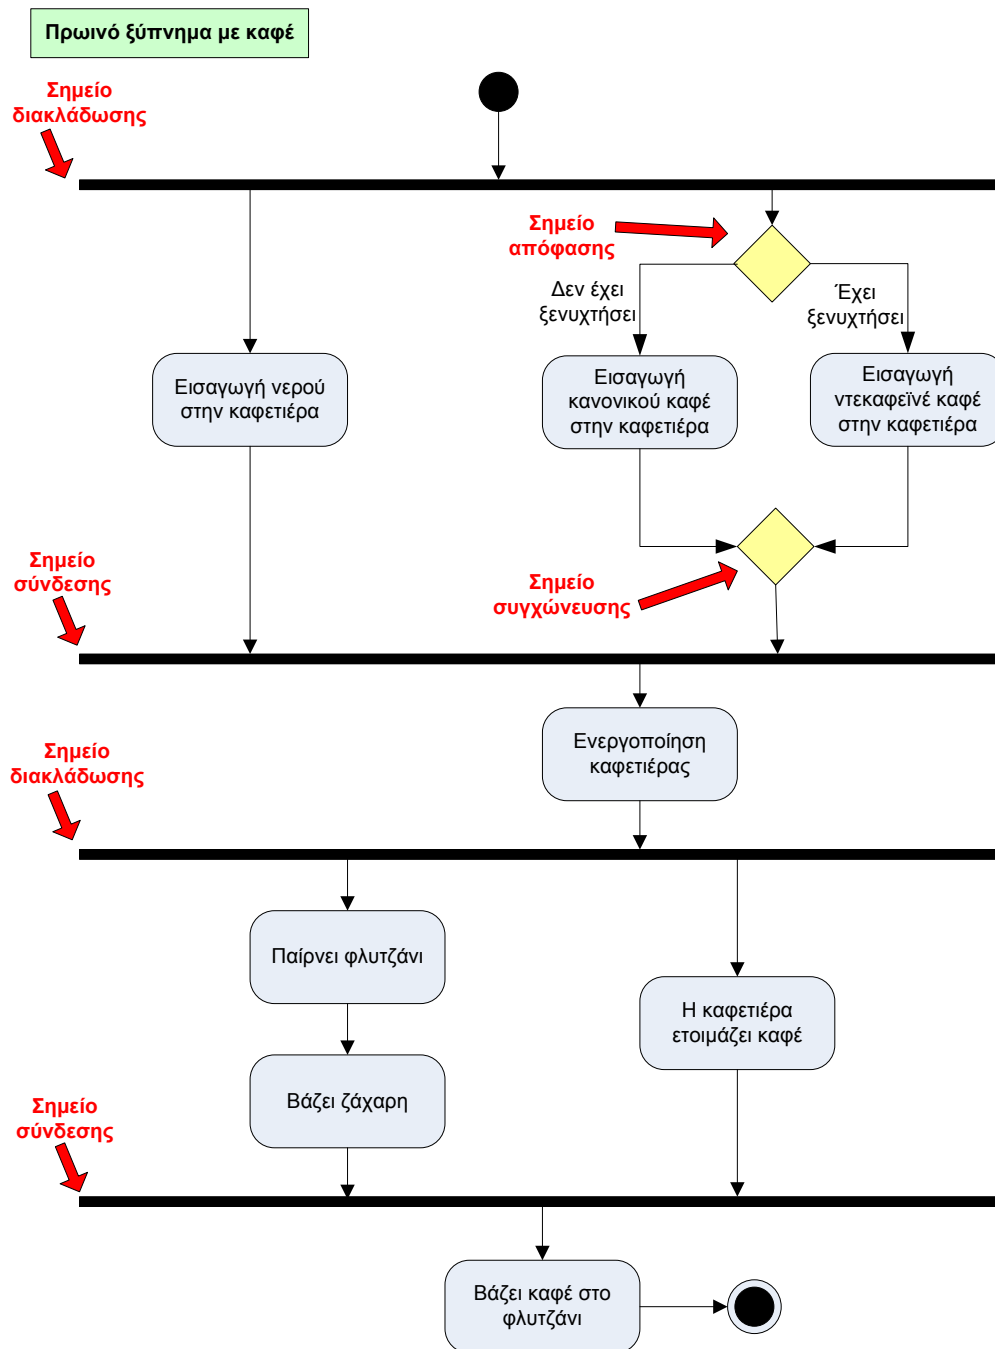 Πρωινό ξύπνημα με καφέ
Σημείο
διακλάδωσης
Σημείο
απόφασης
Δεν έχει
ξενυχτήσει
Έχει
ξενυχτήσει
Εισαγωγή νερού
στην καφετιέρα
Εισαγωγή
κανονικού καφέ
στην καφετιέρα
Εισαγωγή
ντεκαφεϊνέ καφέ
στην καφετιέρα
Σημείο
σύνδεσης
Σημείο
συγχώνευσης
Ενεργοποίηση
καφετιέρας
Σημείο
διακλάδωσης
Παίρνει φλυτζάνι
Η καφετιέρα
ετοιμάζει καφέ
Βάζει ζάχαρη
Σημείο
σύνδεσης
Βάζει καφέ στο
φλυτζάνι